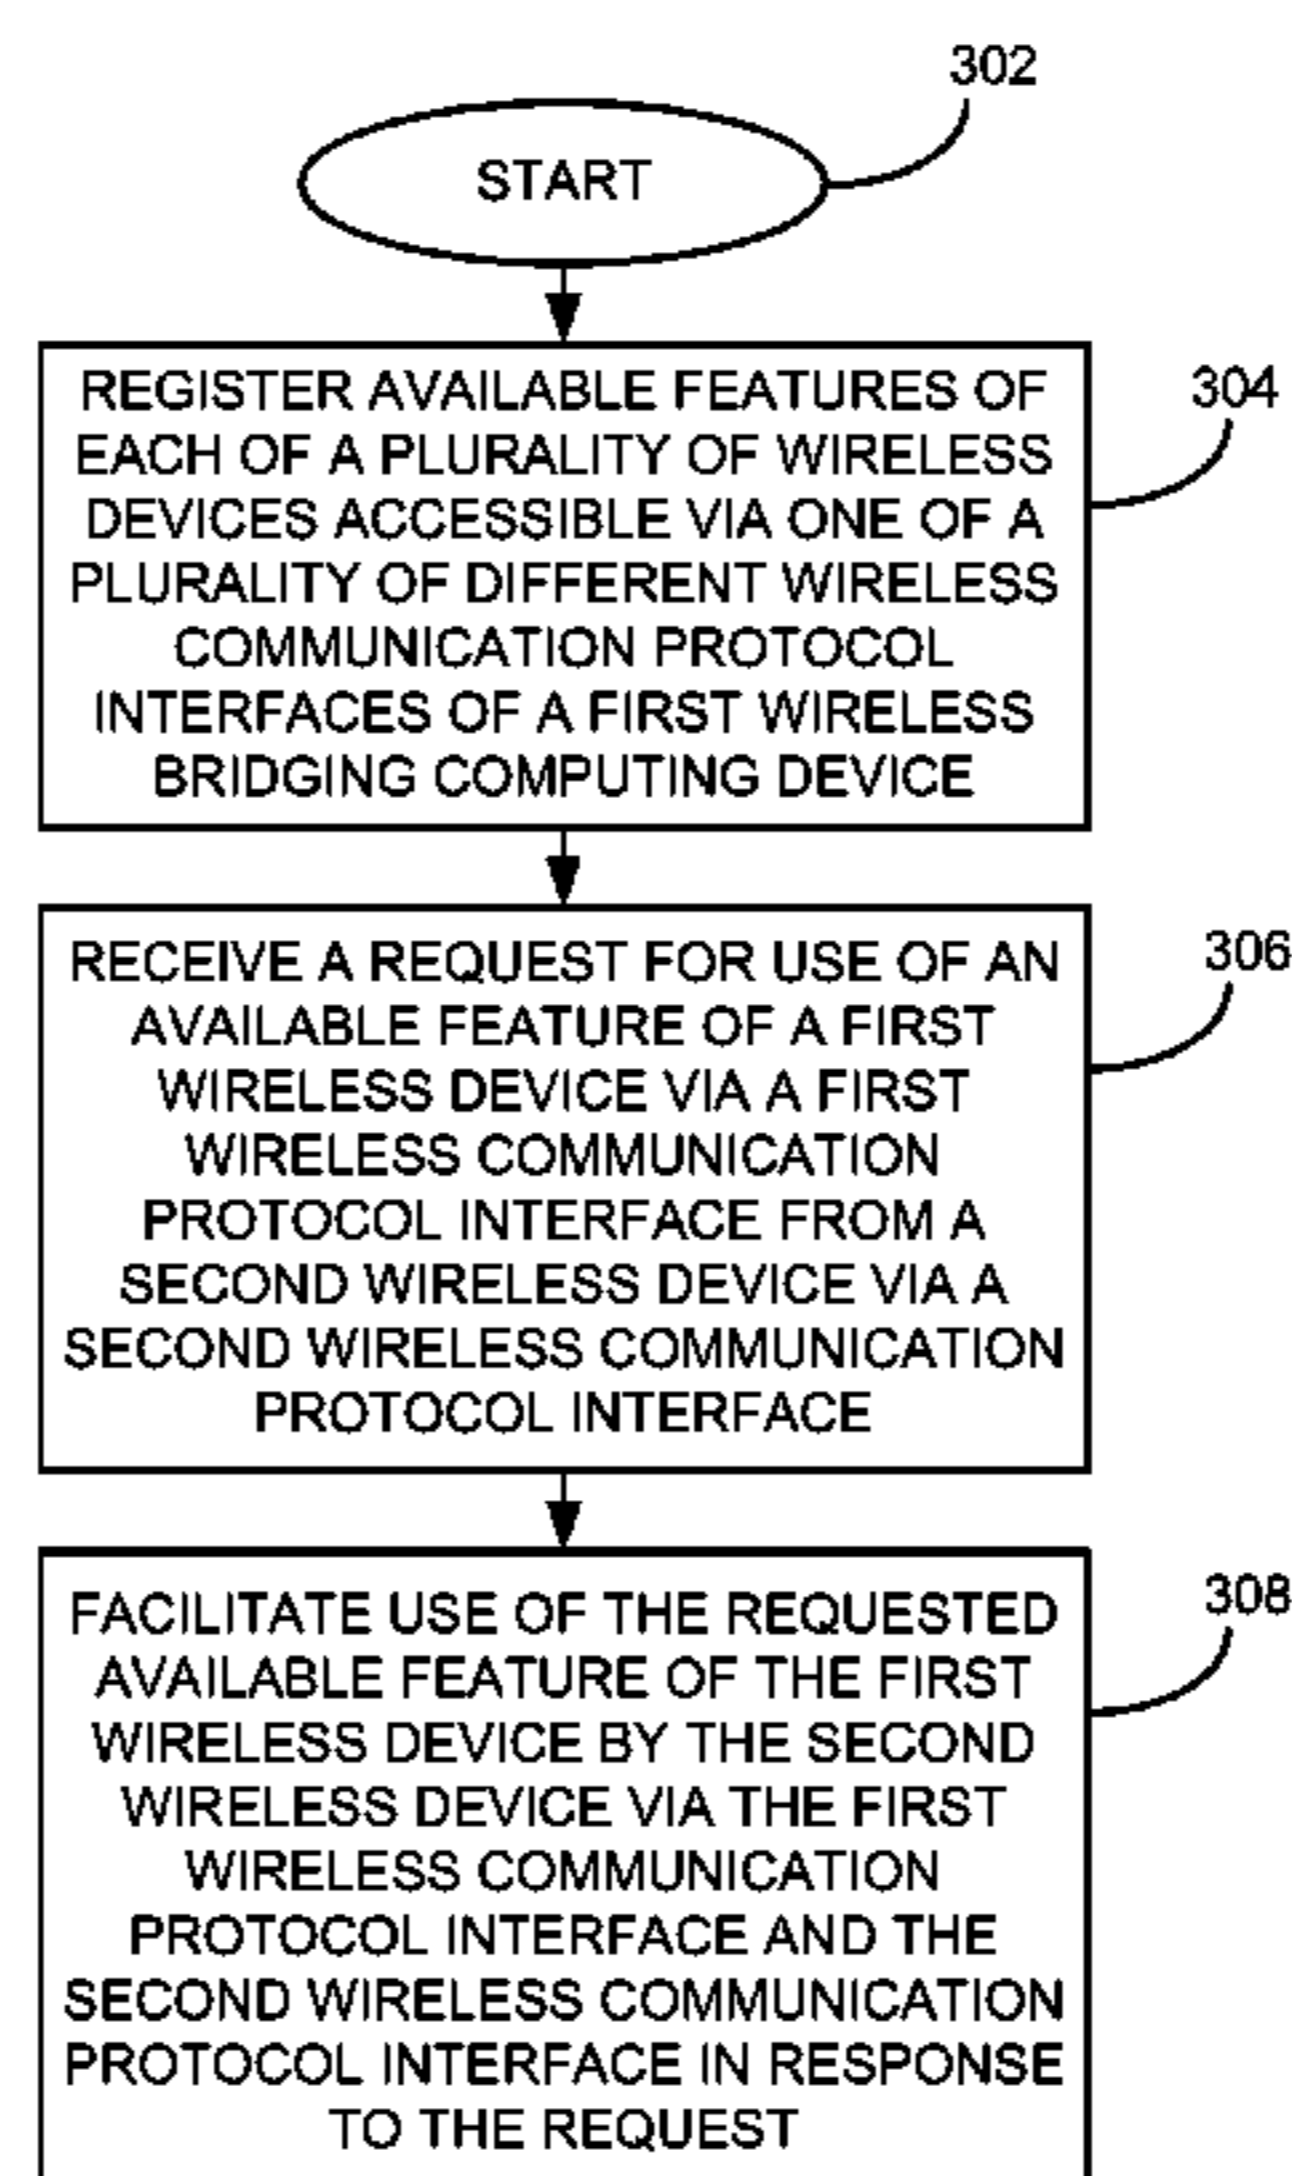 302
START
304
REGISTER AVAILABLE FEATURES OF
EACH OF A PLURALITY OF WIRELESS
DEVICES ACCESSIBLE VIA ONE OF A
PLURALITY OF DIFFERENT WIRELESS
COMMUNICATION PROTOCOL
INTERFACES OF A FIRST WIRELESS
BRIDGING COMPUTING DEVICE
306
RECEIVE A REQUEST FOR USE OF AN
AVAILABLE FEATURE OF A FIRST
WIRELESS DEVICE VIA A FIRST
WIRELESS COMMUNICATION
PROTOCOL INTERFACE FROM A
SECOND WIRELESS DEVICE VIA A
SECOND WIRELESS COMMUNICATION
PROTOCOL INTERFACE
308
FACILITATE USE OF THE REQUESTED
AVAILABLE FEATURE OF THE FIRST
WIRELESS DEVICE BY THE SECOND
WIRELESS DEVICE VIA THE FIRST
WIRELESS COMMUNICATION
PROTOCOL INTERFACE AND THE
SECOND WIRELESS COMMUNICATION
PROTOCOL INTERFACE IN RESPONSE
TO THE REQUEST